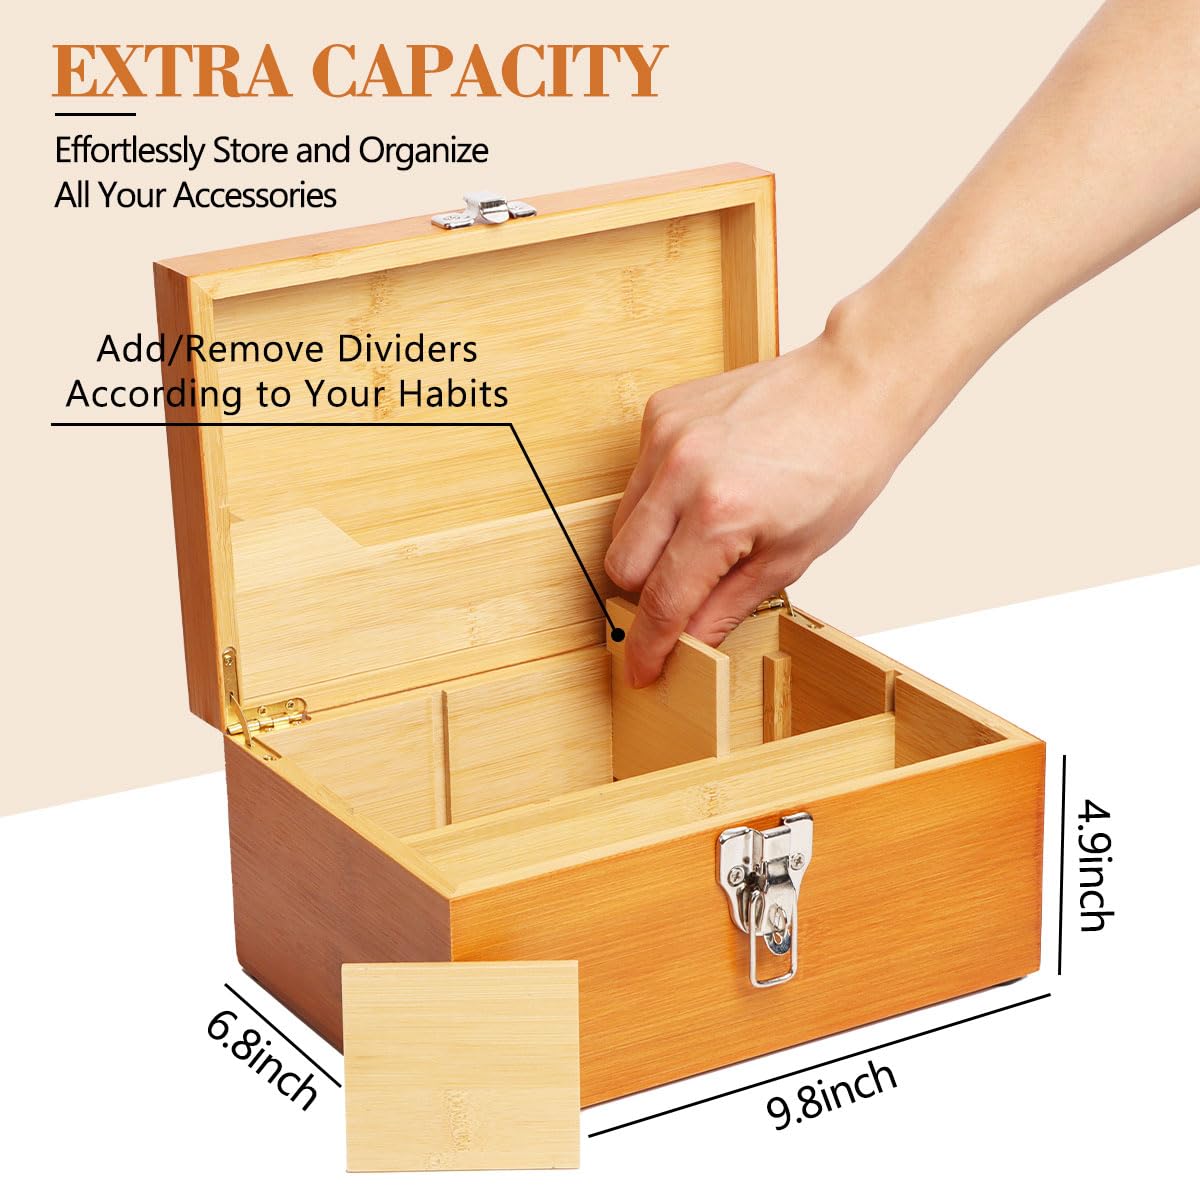 EXTRA CAPACITY
Effortlessly Store and Organize
All Your Accessories
Add/Remove Dividers
According to Your Habits
4.9inch
6.8inch
9.8inch